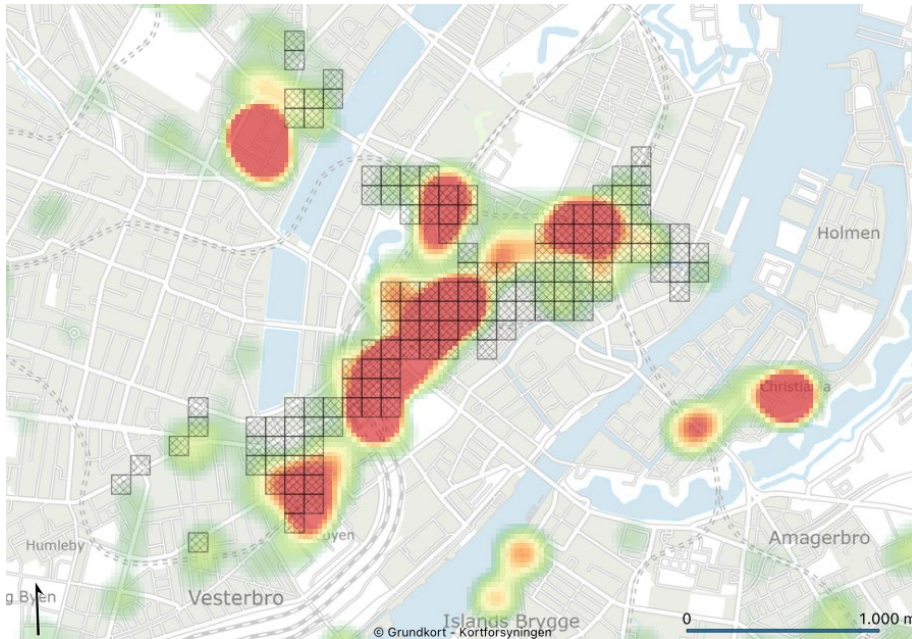 Holmen
Christiania
Amagerbro
Humleby
g Byen
Vesterbro
Islands Brygge
0 1.000 m
© Grundkort - Kortforsyningen